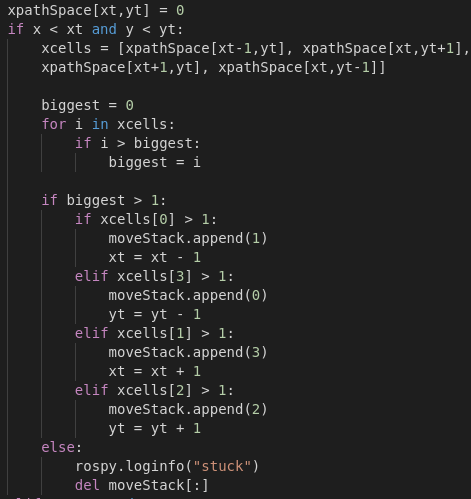 xpathSpace[xt,yt] = 0
if x < xt and y < yt:
    xcells = [xpathSpace[xt-1,yt], xpathSpace[xt,yt+1],
    xpathSpace[xt+1,yt], xpathSpace[xt,yt-1]]

    biggest = 0
    for i in xcells:
        if i > biggest:
            biggest = i

    if biggest > 1:
        if xcells[0] > 1:
            moveStack.append(1)
            xt = xt - 1
        elif xcells[3] > 1:
            moveStack.append(0)
            yt = yt - 1
        elif xcells[1] > 1:
            moveStack.append(3)
            xt = xt + 1
        elif xcells[2] > 1:
            moveStack.append(2)
            yt = yt + 1
    else:
        rospy.loginfo("stuck")
        del moveStack[:]